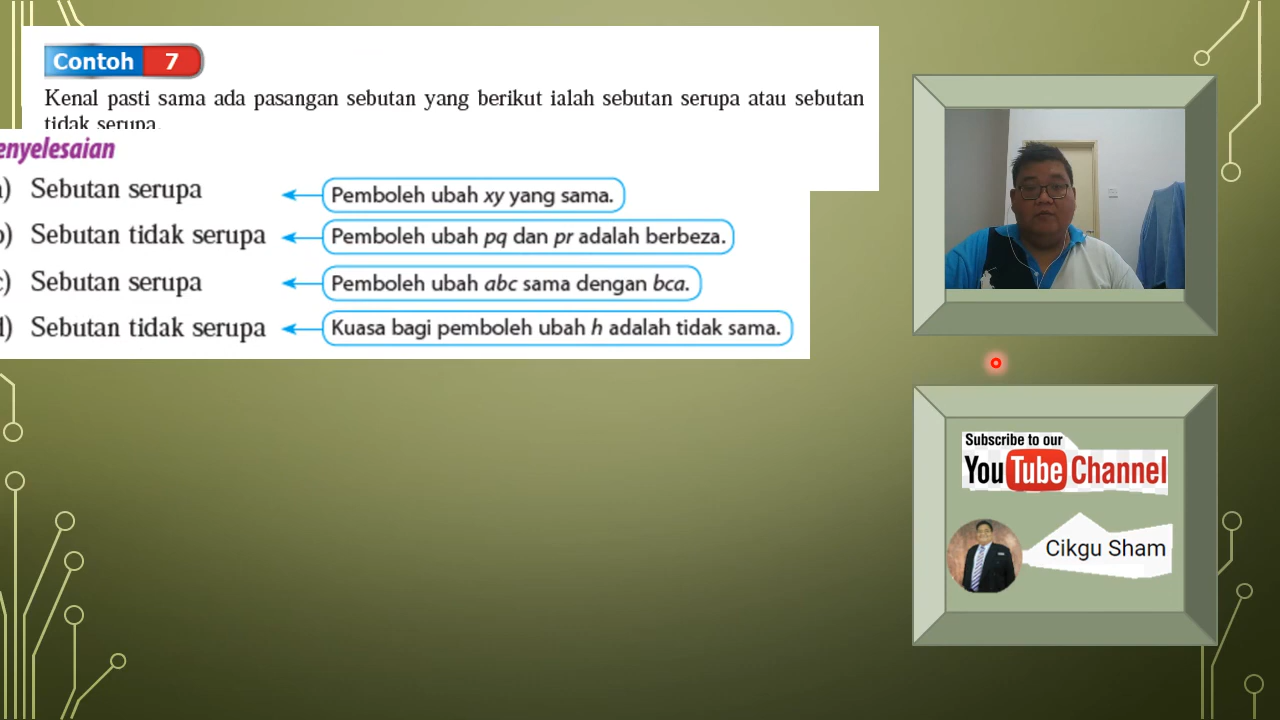 Contoh 7
Kenal pasti sama ada pasangan sebutan yang berikut ialah sebutan serupa atau sebutan
tidak serupa.
enyelesaian
) Sebutan serupa
Pemboleh ubah xy yang sama.
) Sebutan tidak serupa
Pemboleh ubah pq dan pr adalah berbeza.
) Sebutan serupa
Pemboleh ubah abc sama dengan bca.
) Sebutan tidak serupa
Kuasa bagi pemboleh ubah h adalah tidak sama.
Subscribe to our
YouTube Channel
Cikgu Sham